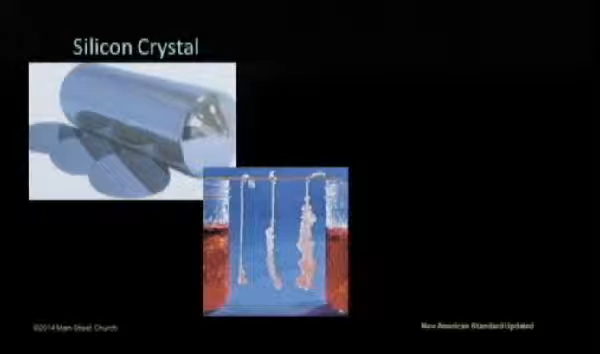 Silicon Crystal
©2014 Main Street Church
New American Standard Updated